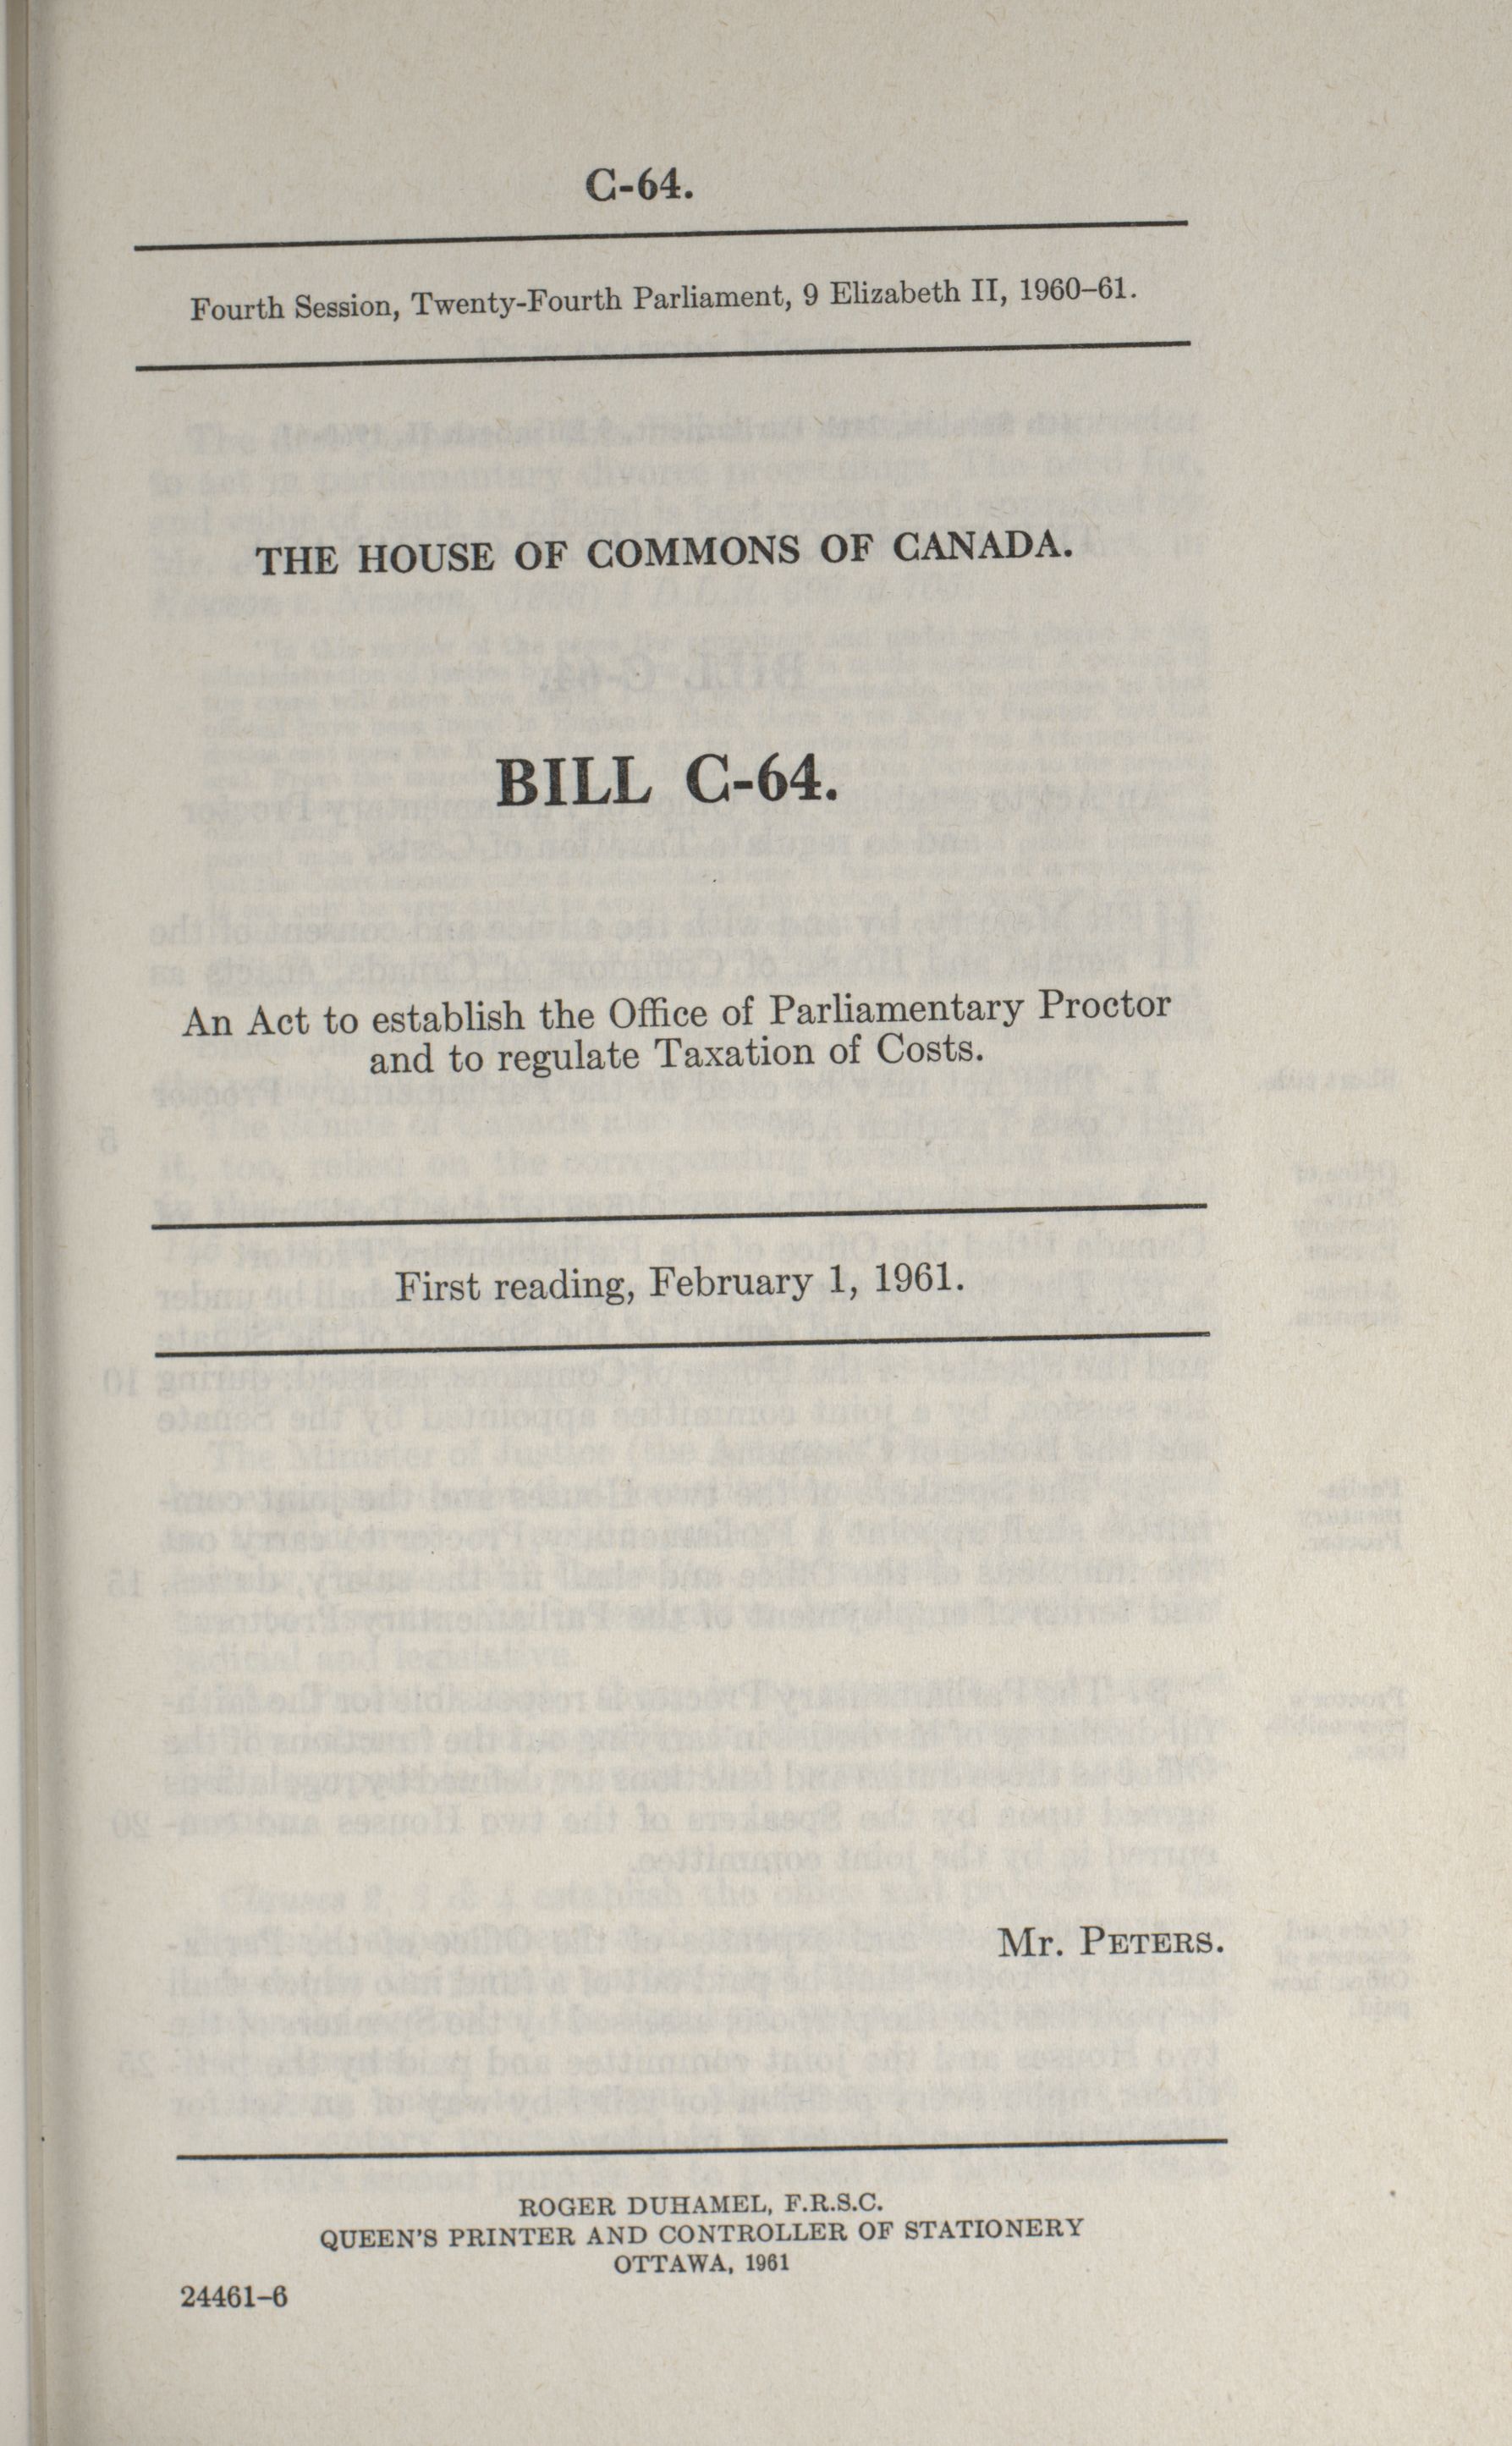 C-64.
Fourth Session, Twenty-Fourth Parliament, 9 Elizabeth II, 1960–61.
THE HOUSE OF COMMONS OF CANADA.
BILL C-64.
An Act to establish the Office of Parliamentary Proctor
and to regulate Taxation of Costs.
First reading, February 1, 1961.
Mr. PETERS.
ROGER DUHAMEL, F.R.S.C.
QUEEN'S PRINTER AND CONTROLLER OF STATIONERY
OTTAWA, 1961
24461–6